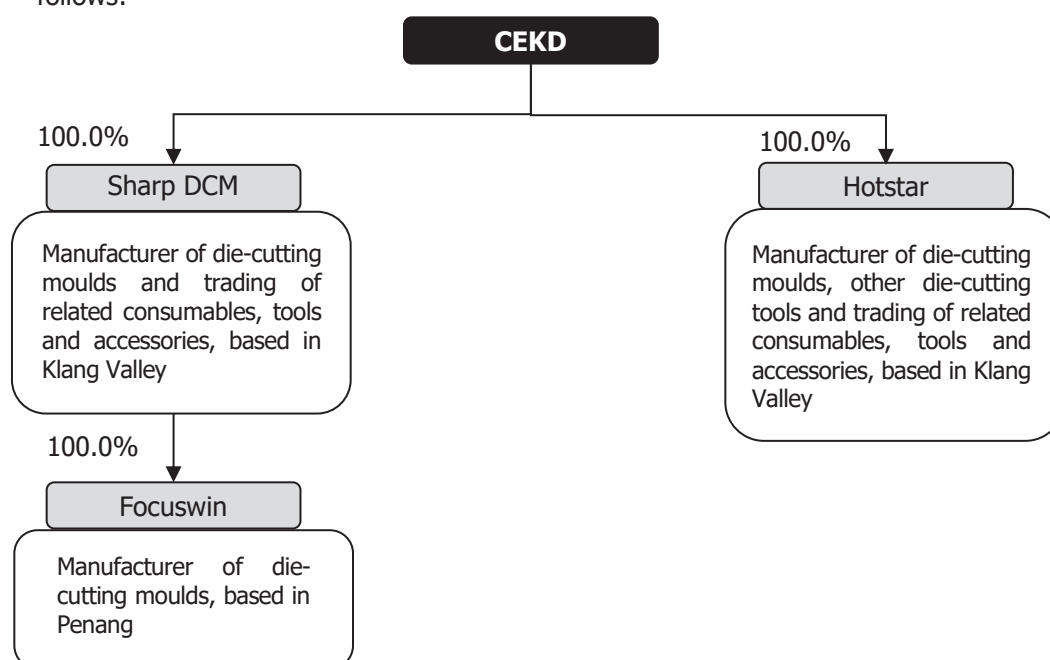 follows:
CEKD
100.0%
Sharp DCM
Manufacturer of die-cutting
moulds and trading of
related consumables, tools
and accessories, based in
Klang Valley
100.0%
Hotstar
Manufacturer of die-cutting
moulds, other die-cutting
tools and trading of related
consumables, tools and
accessories, based in Klang
Valley
100.0%
Focuswin
Manufacturer of die-
cutting moulds, based in
Penang